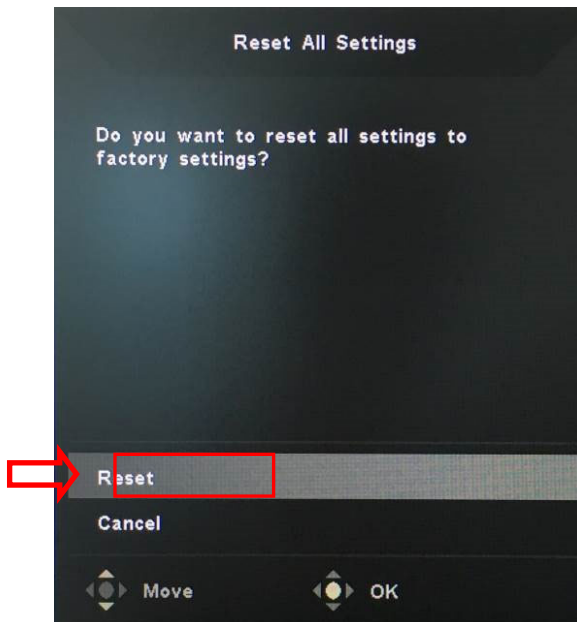 Reset All Settings
Do you want to reset all settings to
factory settings?
Reset
Cancel
Move OK